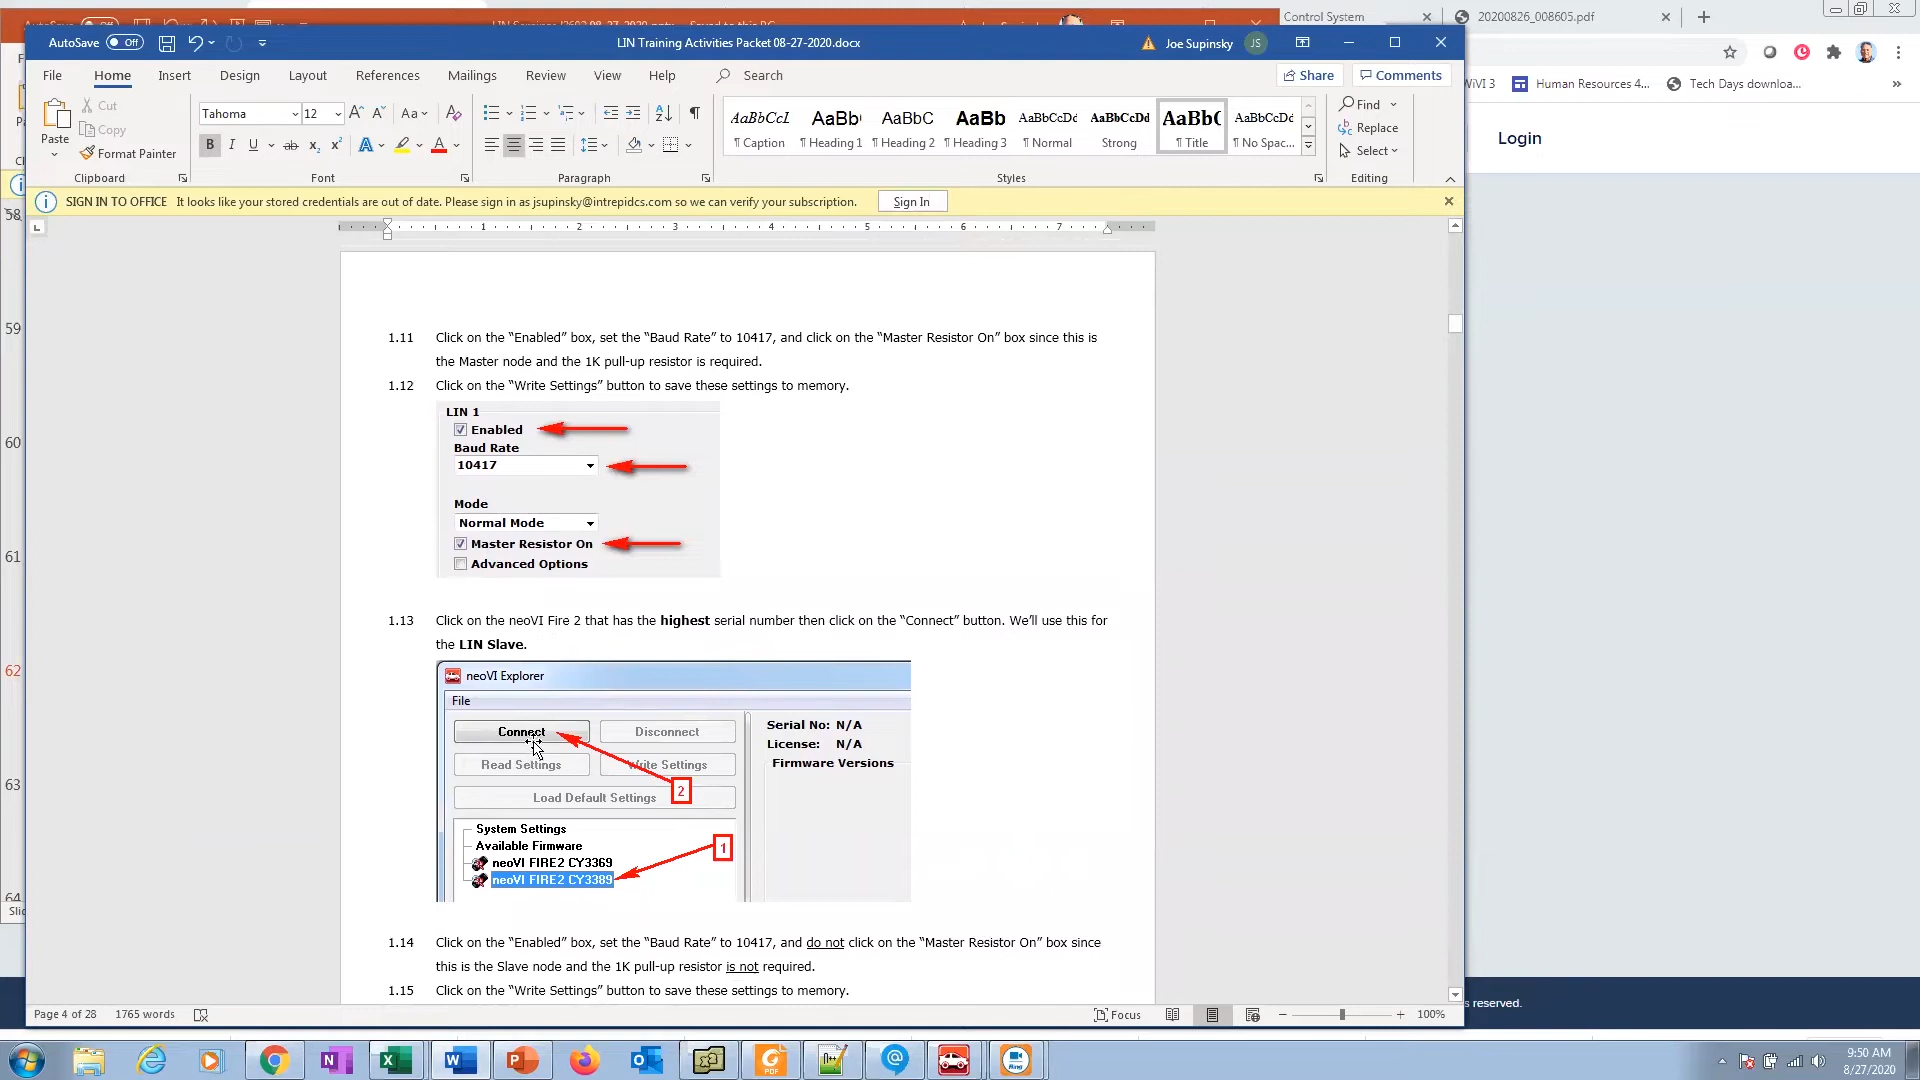 AutoSave Off
LIN Training Activities Packet 08-27-2020.docx
Joe Supinsky JS
Control System
20200826_008605.pdf
Human Resources 4...
Tech Days downloa...
Login
File Home Insert Design Layout References Mailings Review View Help Search
Share Comments
Paste
Cut
Copy
Format Painter
Clipboard
Tahoma 12
Font
Paragraph
AaBbCcL AaBb( AaBbC AaBb AaBbCcDd AaBbCcDd AaBbC AaBbCcDd
¶ Caption ¶ Heading 1 ¶ Heading 2 ¶ Heading 3 ¶ Normal Strong ¶ Title ¶ No Spac...
Styles
Find
Replace
Select
Editing
SIGN IN TO OFFICE It looks like your stored credentials are out of date. Please sign in as jsupinsky@intrepidcs.com so we can verify your subscription. Sign In
1 2 3 4 5 6 7
58
59
60
61
62
63
64
1.11 Click on the “Enabled” box, set the “Baud Rate” to 10417, and click on the “Master Resistor On” box since this is
the Master node and the 1K pull-up resistor is required.
1.12 Click on the “Write Settings” button to save these settings to memory.
LIN 1
Enabled
Baud Rate
10417
Mode
Normal Mode
Master Resistor On
Advanced Options
1.13 Click on the neoVI Fire 2 that has the highest serial number then click on the “Connect” button. We’ll use this for
the LIN Slave.
neoVI Explorer
File
Connect Disconnect
Read Settings Write Settings
Load Default Settings
Serial No: N/A
License: N/A
Firmware Versions
2
1
System Settings
Available Firmware
neoVI FIRE2 CY3369
neoVI FIRE2 CY3389
1.14 Click on the “Enabled” box, set the “Baud Rate” to 10417, and do not click on the “Master Resistor On” box since
this is the Slave node and the 1K pull-up resistor is not required.
1.15 Click on the “Write Settings” button to save these settings to memory.
Page 4 of 28 1765 words
Focus
100%
s reserved.
9:50 AM
8/27/2020